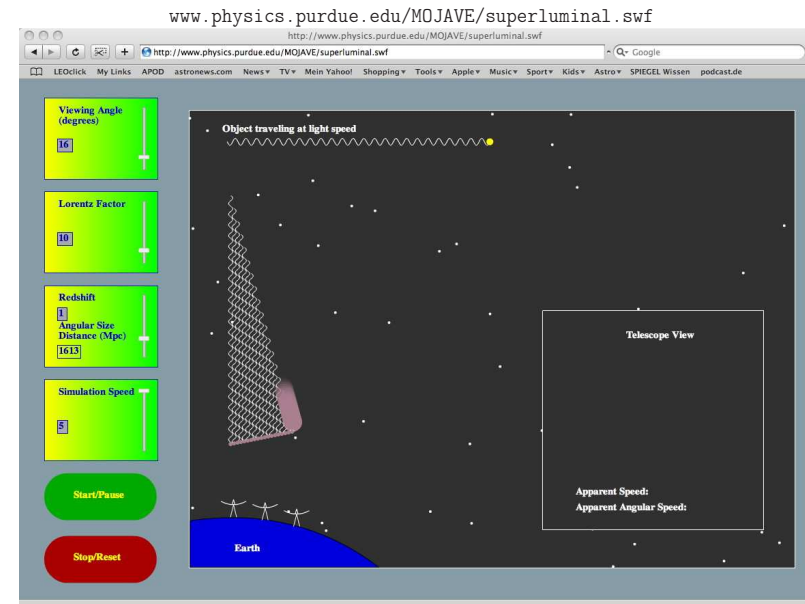 www.physics.purdue.edu/MOJAVE/superluminal.swf
http://www.physics.purdue.edu/MOJAVE/superluminal.swf
http://www.physics.purdue.edu/MOJAVE/superluminal.swf
Google
LEOclick My Links APOD astronews.com News TV Mein Yahoo! Shopping Tools Apple Music Sport Kids Astro SPIEGEL Wissen podcast.de
Viewing Angle
(degrees)
16
Lorentz Factor
10
Redshift
1
Angular Size
Distance (Mpc)
1613
Simulation Speed
5
Start/Pause
Stop/Reset
Object traveling at light speed
Telescope View
Apparent Speed:
Apparent Angular Speed:
Earth